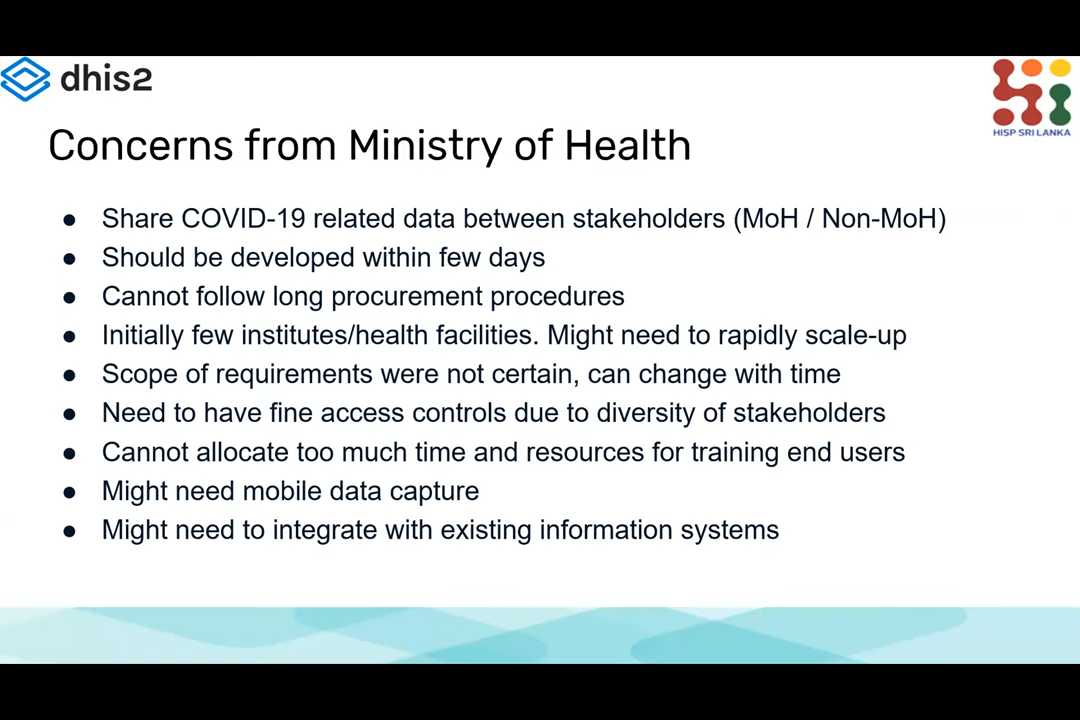 dhis2
HISP SRI LANKA
Concerns from Ministry of Health
● Share COVID-19 related data between stakeholders (MoH / Non-MoH)
● Should be developed within few days
● Cannot follow long procurement procedures
● Initially few institutes/health facilities. Might need to rapidly scale-up
● Scope of requirements were not certain, can change with time
● Need to have fine access controls due to diversity of stakeholders
● Cannot allocate too much time and resources for training end users
● Might need mobile data capture
● Might need to integrate with existing information systems